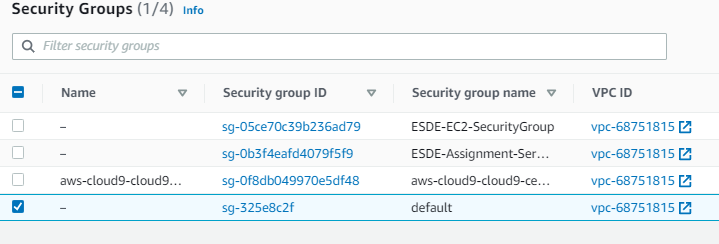 Security Groups (1/4) Info
Filter security groups
Name Security group ID Security group name VPC ID
– sg-05ce70c39b236ad79 ESDE-EC2-SecurityGroup vpc-68751815
– sg-0b3f4eafd4079f5f9 ESDE-Assignment-Ser... vpc-68751815
aws-cloud9-cloud9... sg-0f8db049970e5df48 aws-cloud9-cloud9-ce... vpc-68751815
– sg-325e8c2f default vpc-68751815